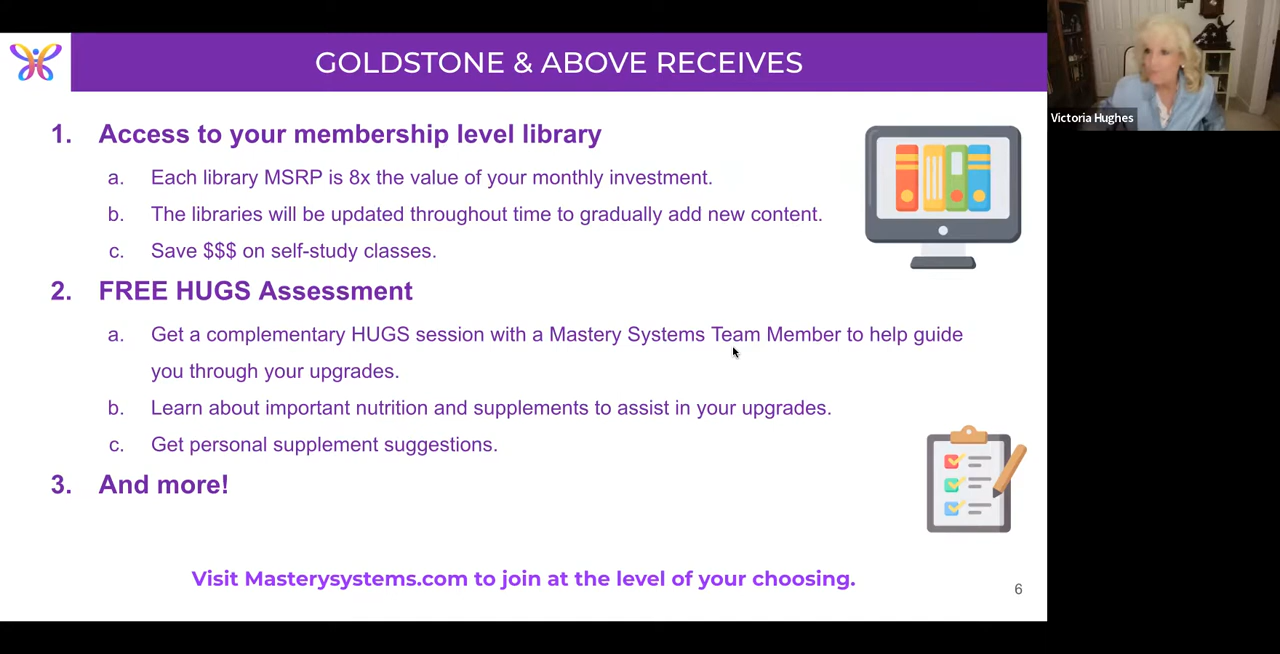 GOLDSTONE & ABOVE RECEIVES
Victoria Hughes
1. Access to your membership level library
a. Each library MSRP is 8x the value of your monthly investment.
b. The libraries will be updated throughout time to gradually add new content.
c. Save $$$ on self-study classes.
2. FREE HUGS Assessment
a. Get a complementary HUGS session with a Mastery Systems Team Member to help guide
you through your upgrades.
b. Learn about important nutrition and supplements to assist in your upgrades.
c. Get personal supplement suggestions.
3. And more!
Visit Masterysystems.com to join at the level of your choosing.
6